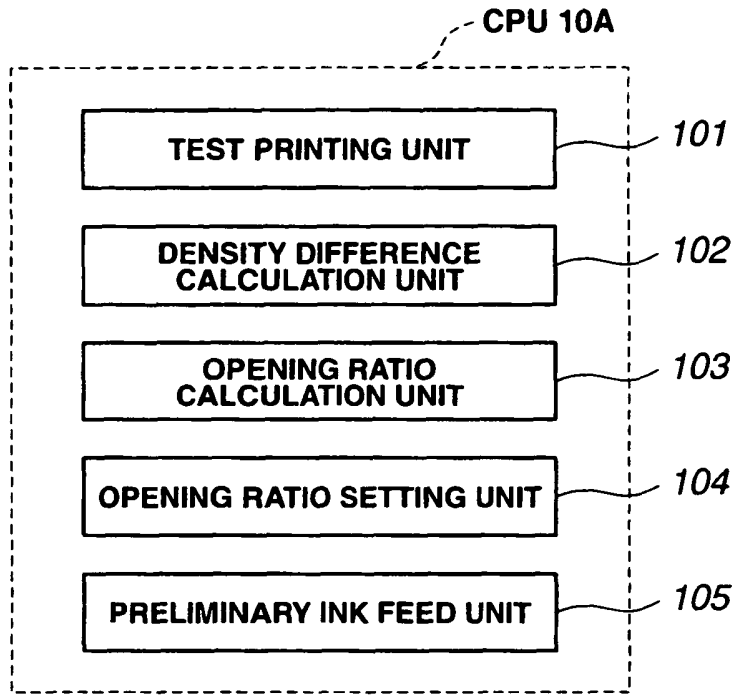 CPU 10A
TEST PRINTING UNIT
101
DENSITY DIFFERENCE
CALCULATION UNIT
102
OPENING RATIO
CALCULATION UNIT
103
OPENING RATIO SETTING UNIT
104
PRELIMINARY INK FEED UNIT
105